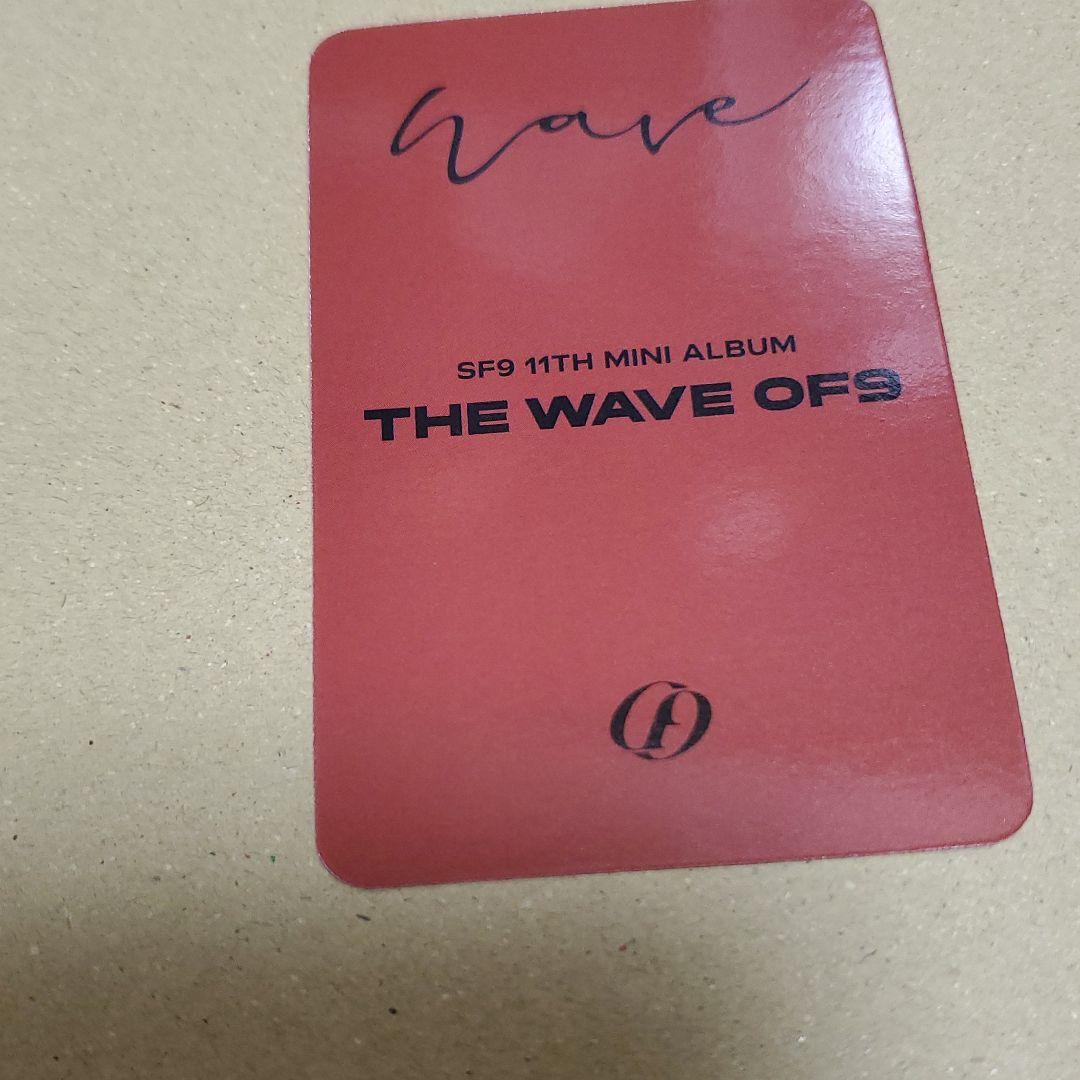 wave
SF9 11TH MINI ALBUM
THE WAVE OF9